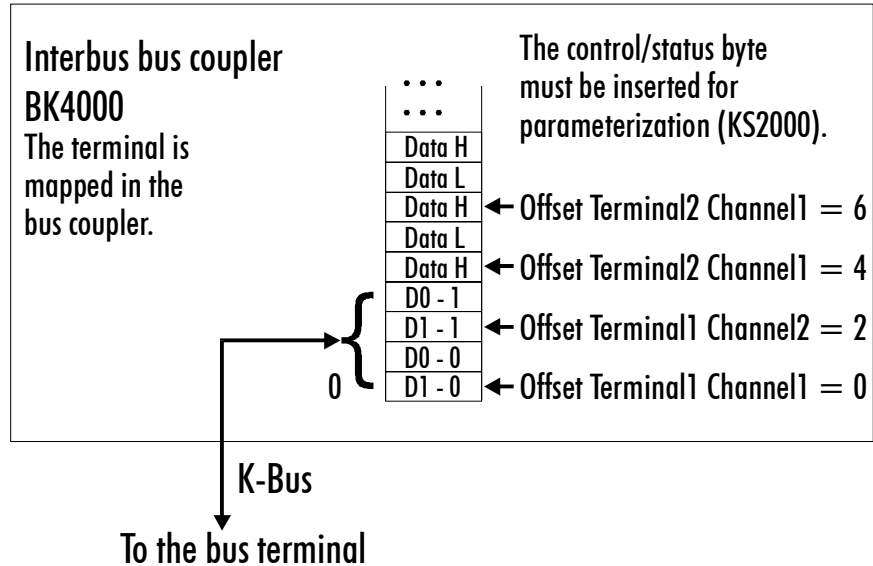 Interbus bus coupler
BK4000
The terminal is
mapped in the
bus coupler.
The control/status byte
must be inserted for
parameterization (KS2000).
...
...
Data H
Data L
Data H ← Offset Terminal2 Channel1 = 6
Data L
Data H ← Offset Terminal2 Channel1 = 4
D0 - 1
D1 - 1 ← Offset Terminal1 Channel2 = 2
D0 - 0
0 D1 - 0 ← Offset Terminal1 Channel1 = 0
K-Bus
To the bus terminal